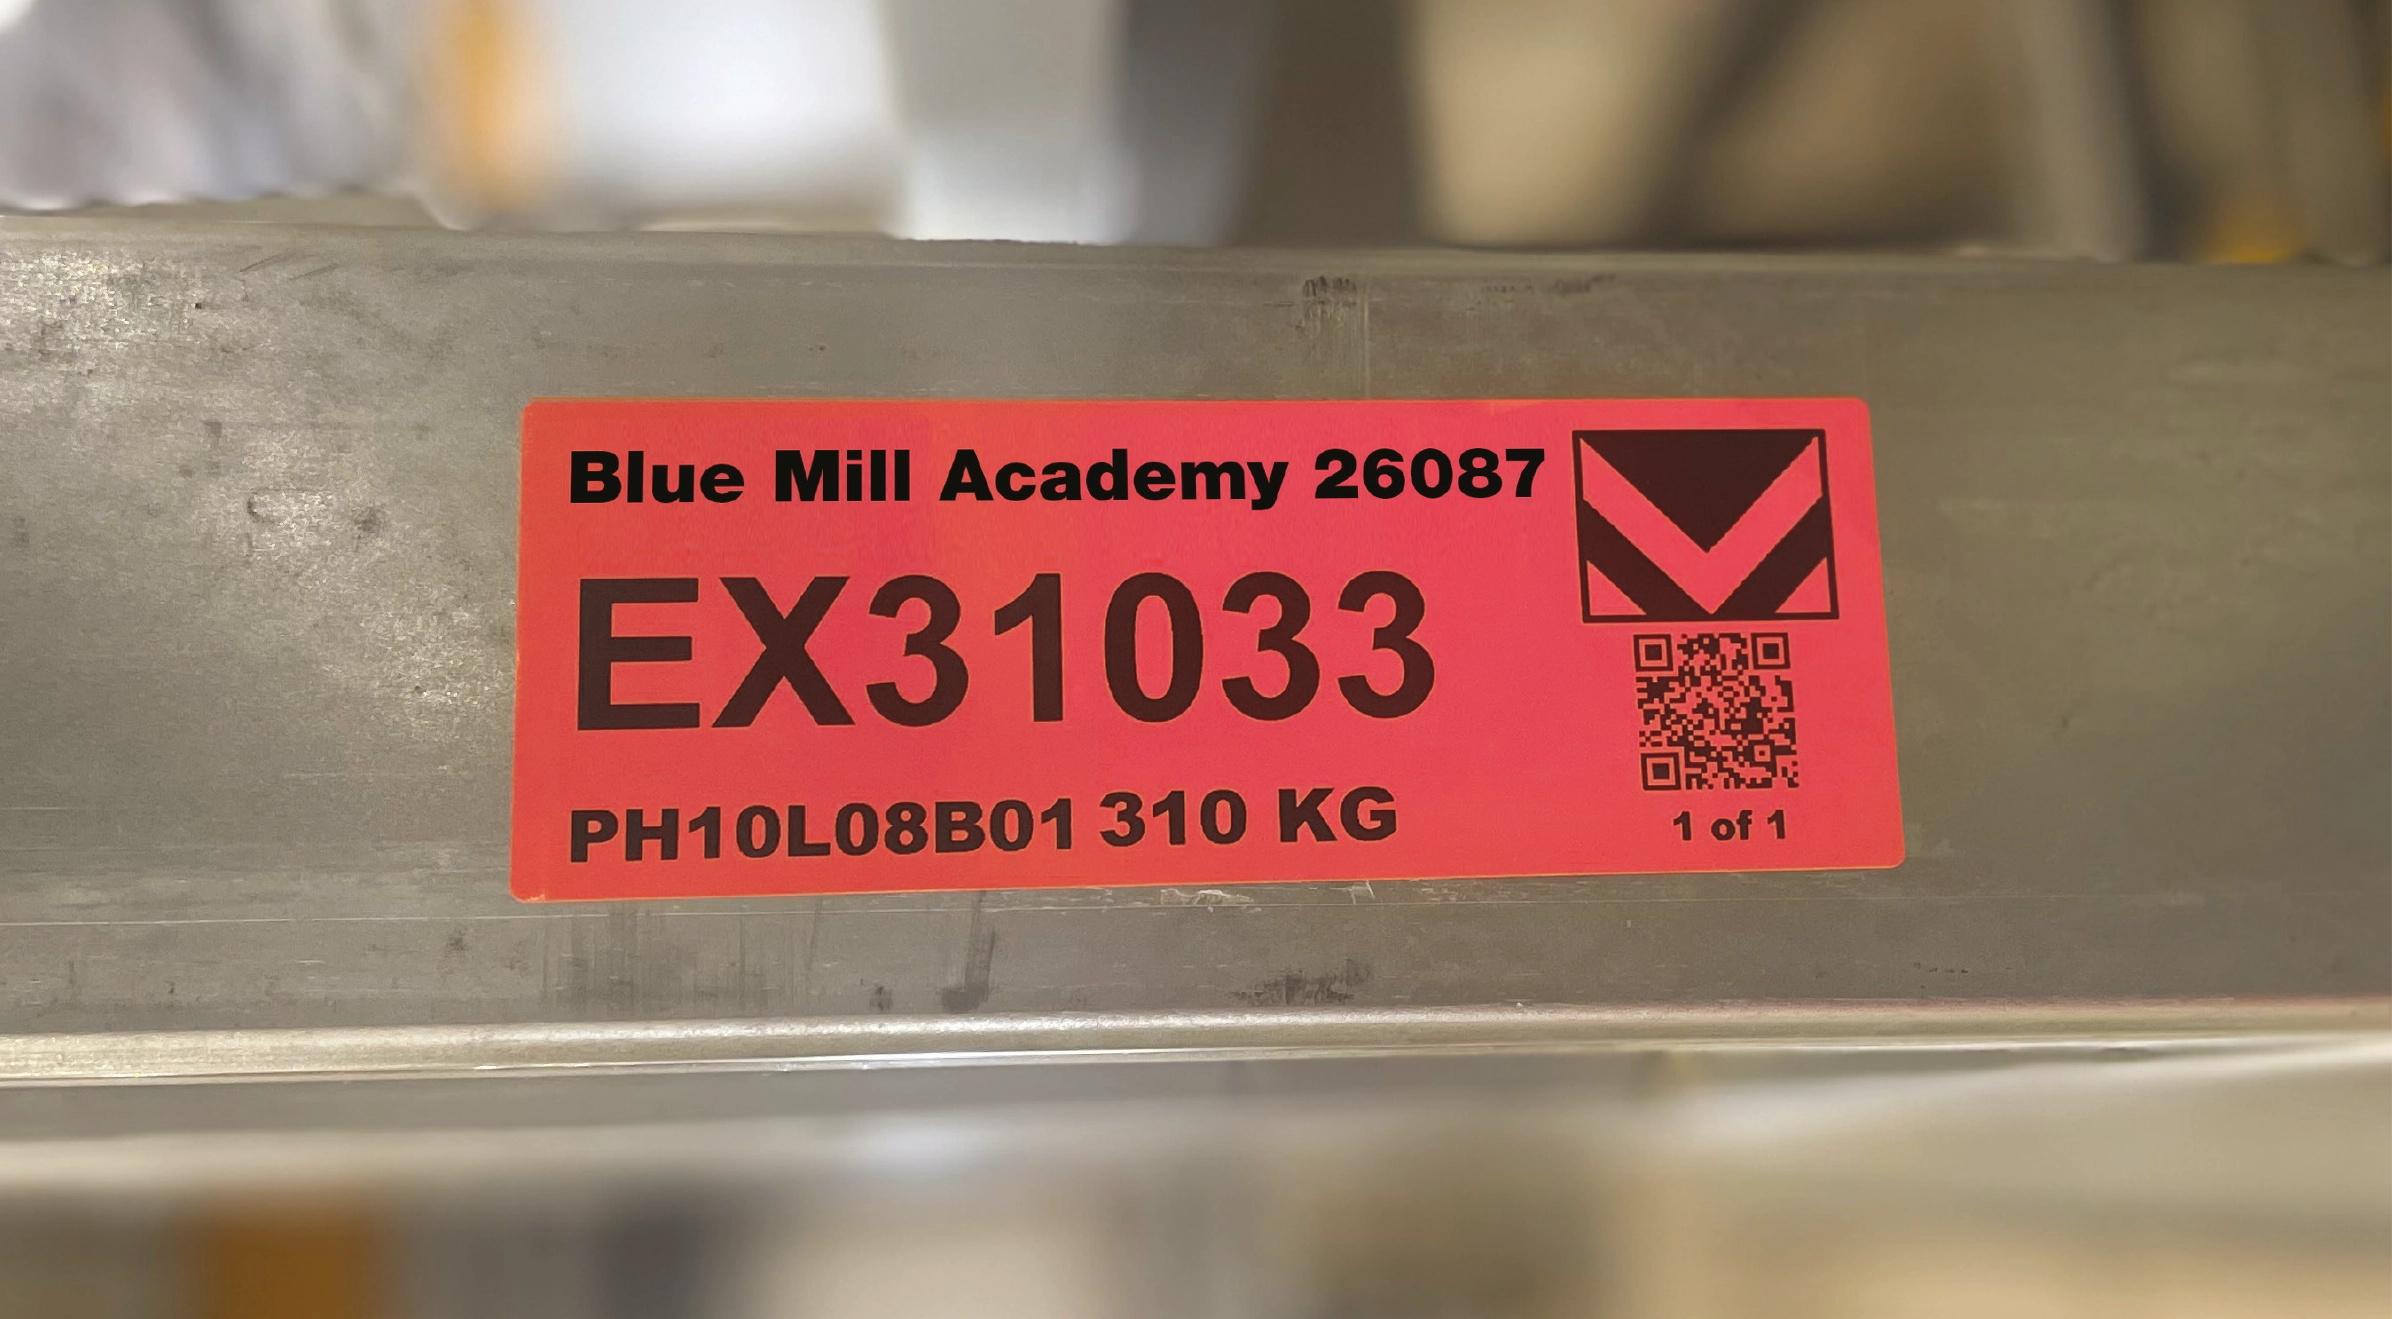 Blue Mill Academy 26087
EX31033
PH10L08B01 310 KG
1 of 1